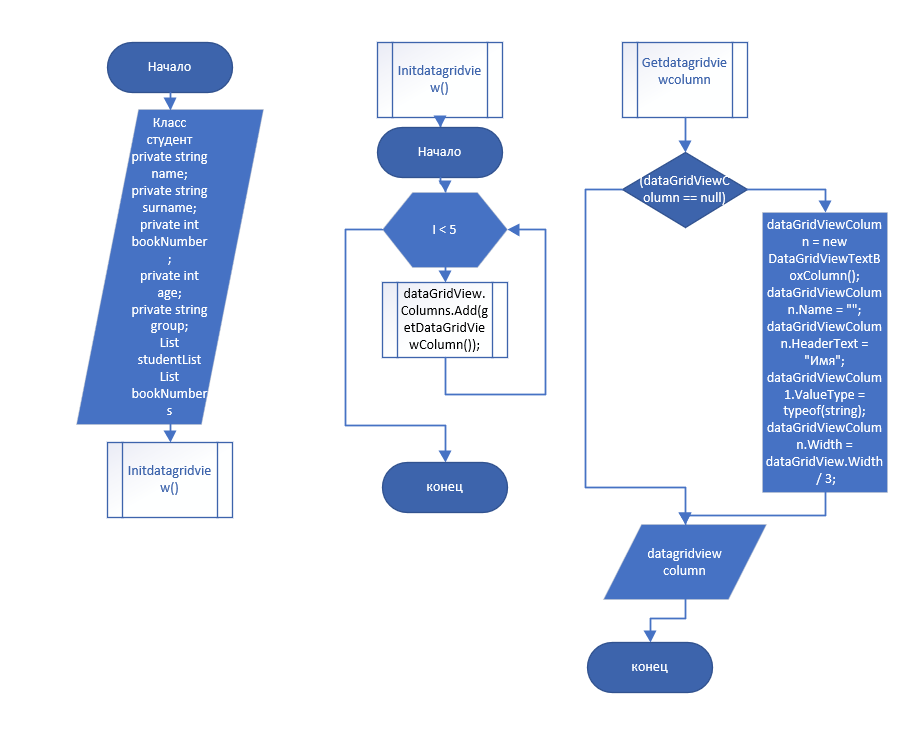 Начало
Класс
студент
private string
name;
private string
surname;
private int
bookNumber
;
private int
age;
private string
group;
List
studentList
List
bookNumber
s
Initdatagridvie
w()
Initdatagridvie
w()
Начало
I < 5
dataGridView.
Columns.Add(g
etDataGridVie
wColumn());
конец
Getdatagridvie
wcolumn
(dataGridViewC
olumn == null)
dataGridViewColum
n = new
DataGridViewTextB
oxColumn();
dataGridViewColum
n.Name = "";
dataGridViewColum
n.HeaderText =
"Имя";
dataGridViewColum
1.ValueType =
typeof(string);
dataGridViewColum
n.Width =
dataGridView.Width
/ 3;
datagridview
column
конец